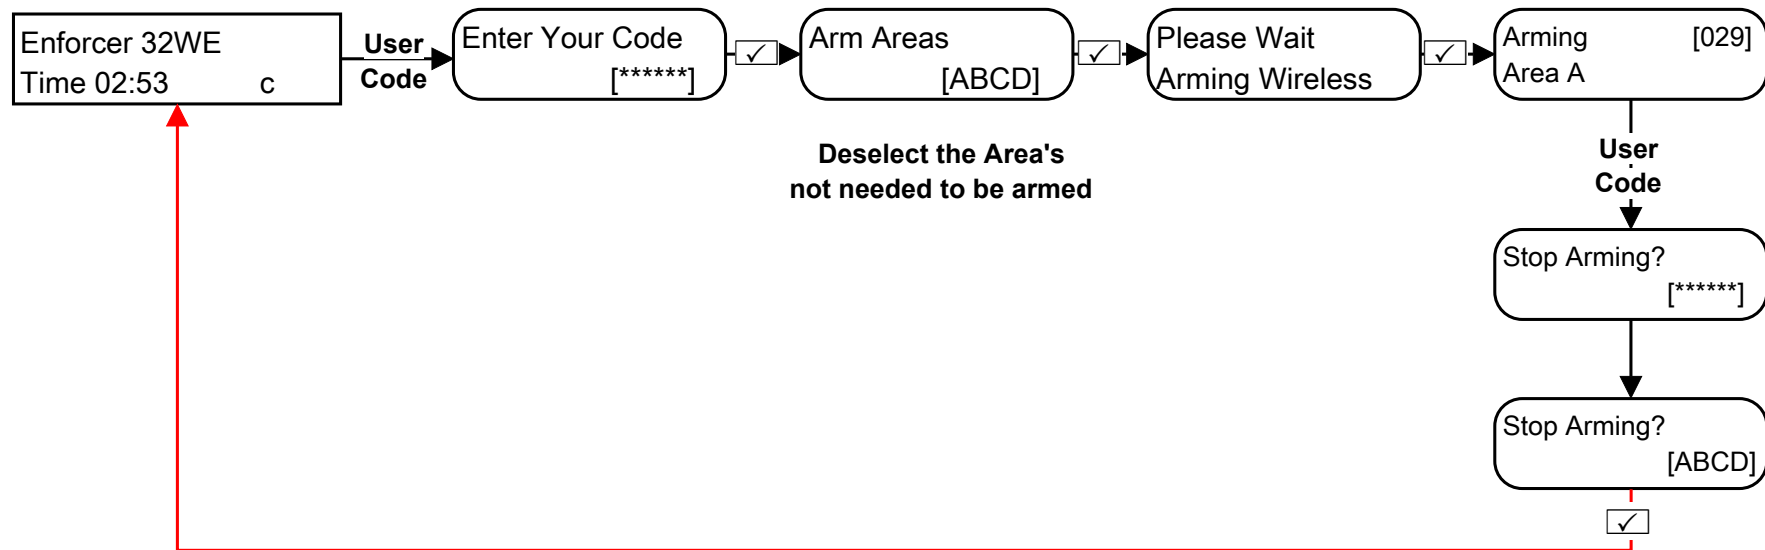 Enforcer 32WE
Time 02:53 c
User
Code
Enter Your Code
[******]
✓
Arm Areas
[ABCD]
✓
Please Wait
Arming Wireless
✓
Arming [029]
Area A
Deselect the Area's
not needed to be armed
User
Code
Stop Arming?
[******]
Stop Arming?
[ABCD]
✓